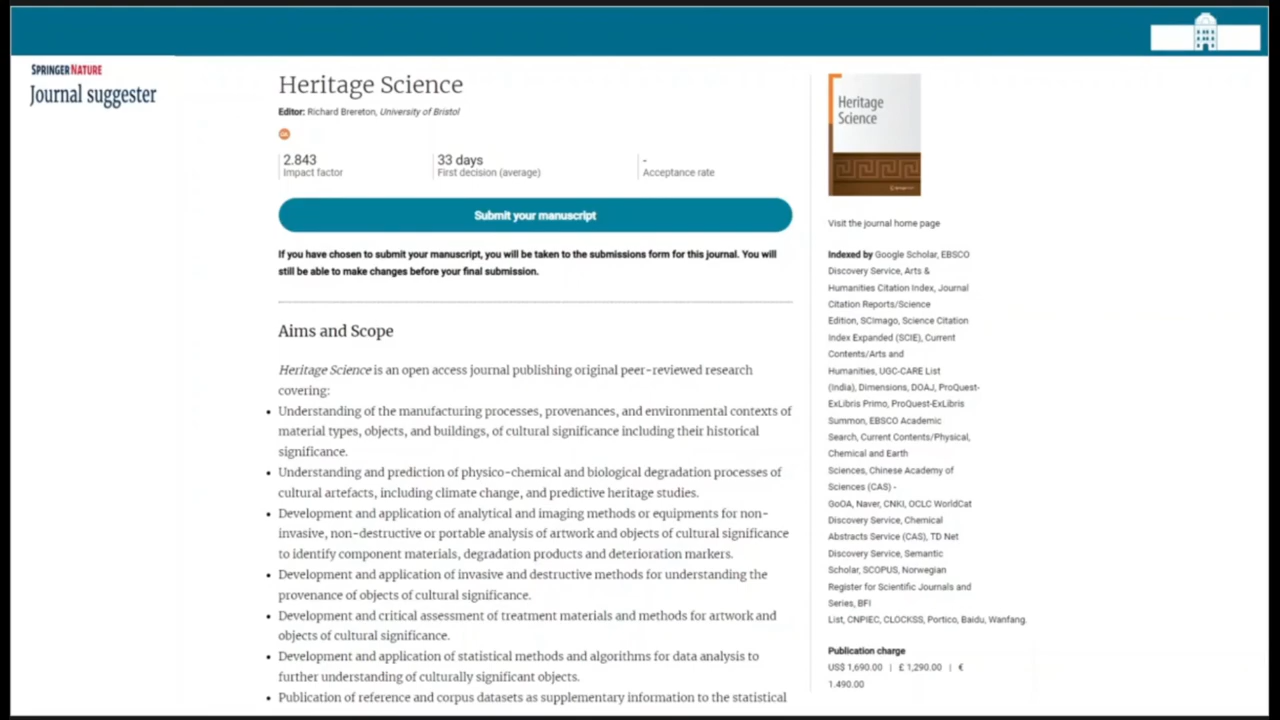 SPRINGER NATURE
Journal suggester
Heritage Science
Editor: Richard Brereton, University of Bristol
2.843
Impact factor
33 days
First decision (average)
-
Acceptance rate
Submit your manuscript
If you have chosen to submit your manuscript, you will be taken to the submissions form for this journal. You will
still be able to make changes before your final submission.
Aims and Scope
Heritage Science is an open access journal publishing original peer-reviewed research
covering:
• Understanding of the manufacturing processes, provenances, and environmental contexts of
material types, objects, and buildings, of cultural significance including their historical
significance.
• Understanding and prediction of physico-chemical and biological degradation processes of
cultural artefacts, including climate change, and predictive heritage studies.
• Development and application of analytical and imaging methods or equipments for non-
invasive, non-destructive or portable analysis of artwork and objects of cultural significance
to identify component materials, degradation products and deterioration markers.
• Development and application of invasive and destructive methods for understanding the
provenance of objects of cultural significance.
• Development and critical assessment of treatment materials and methods for artwork and
objects of cultural significance.
• Development and application of statistical methods and algorithms for data analysis to
further understanding of culturally significant objects.
• Publication of reference and corpus datasets as supplementary information to the statistical
Heritage
Science
Visit the journal home page
Indexed by Google Scholar, EBSCO
Discovery Service, Arts &
Humanities Citation Index, Journal
Citation Reports/Science
Edition, SCImago, Science Citation
Index Expanded (SCIE), Current
Contents/Arts and
Humanities, UGC-CARE List
(India), Dimensions, DOAJ, ProQuest-
ExLibris Primo, ProQuest-ExLibris
Summon, EBSCO Academic
Search, Current Contents/Physical,
Chemical and Earth
Sciences, Chinese Academy of
Sciences (CAS) -
GoOA, Naver, CNKI, OCLC WorldCat
Discovery Service, Chemical
Abstracts Service (CAS), TD Net
Discovery Service, Semantic
Scholar, SCOPUS, Norwegian
Register for Scientific Journals and
Series, BFI
List, CNPIEC, CLOCKSS, Portico, Baidu, Wanfang.
Publication charge
US$ 1,690.00 | £ 1,290.00 | €
1.490.00